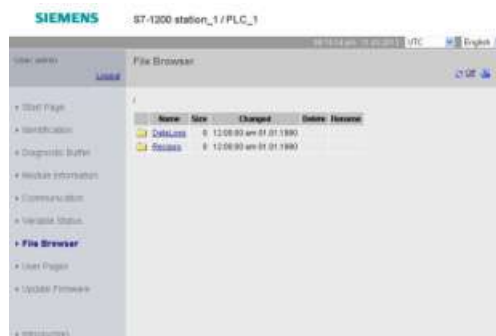 SIEMENS
S7-1200 station_1 / PLC_1
UTC English
User: admin
Logout
File Browser
Off
Start Page
Identification
Diagnostic Buffer
Module Information
Communication
Variable Status
File Browser
User Pages
Update Firmware
Introduction
/
Name Size Changed Delete Rename
DataLogs 0 12:00:00 am 01.01.1990
Recipes 0 12:00:00 am 01.01.1990